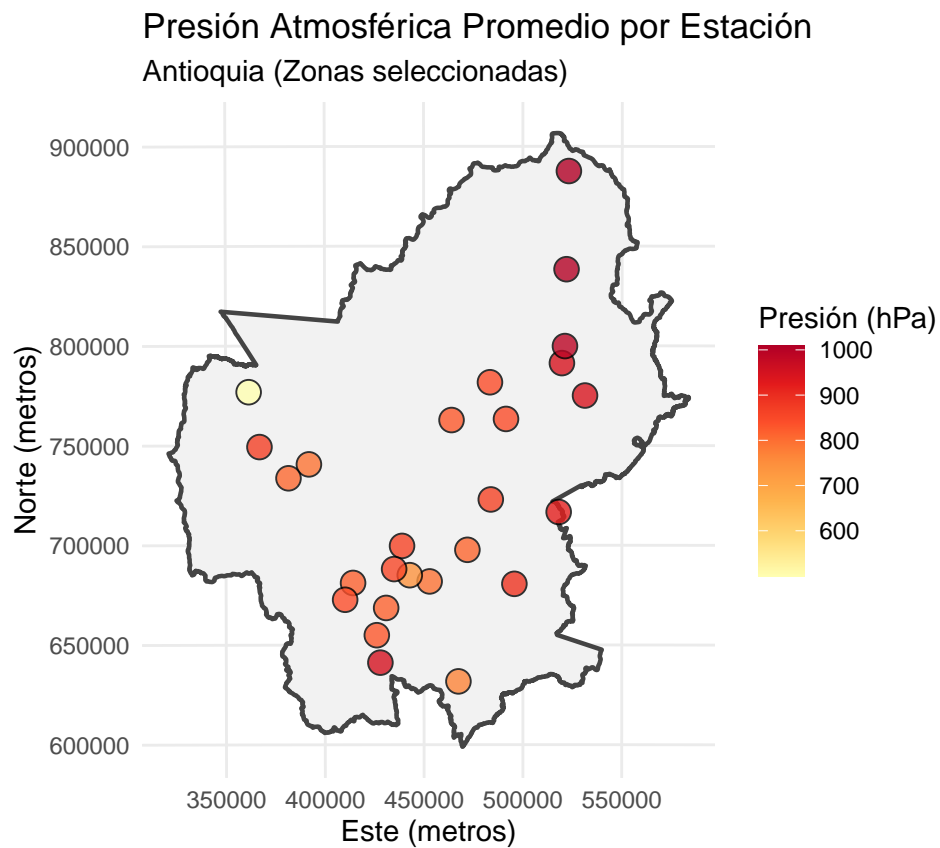 Presión Atmosférica Promedio por Estación
Antioquia (Zonas seleccionadas)
900000
850000
800000
750000
700000
650000
600000
Norte (metros)
350000 400000 450000 500000 550000
Este (metros)
Presión (hPa)
1000
900
800
700
600